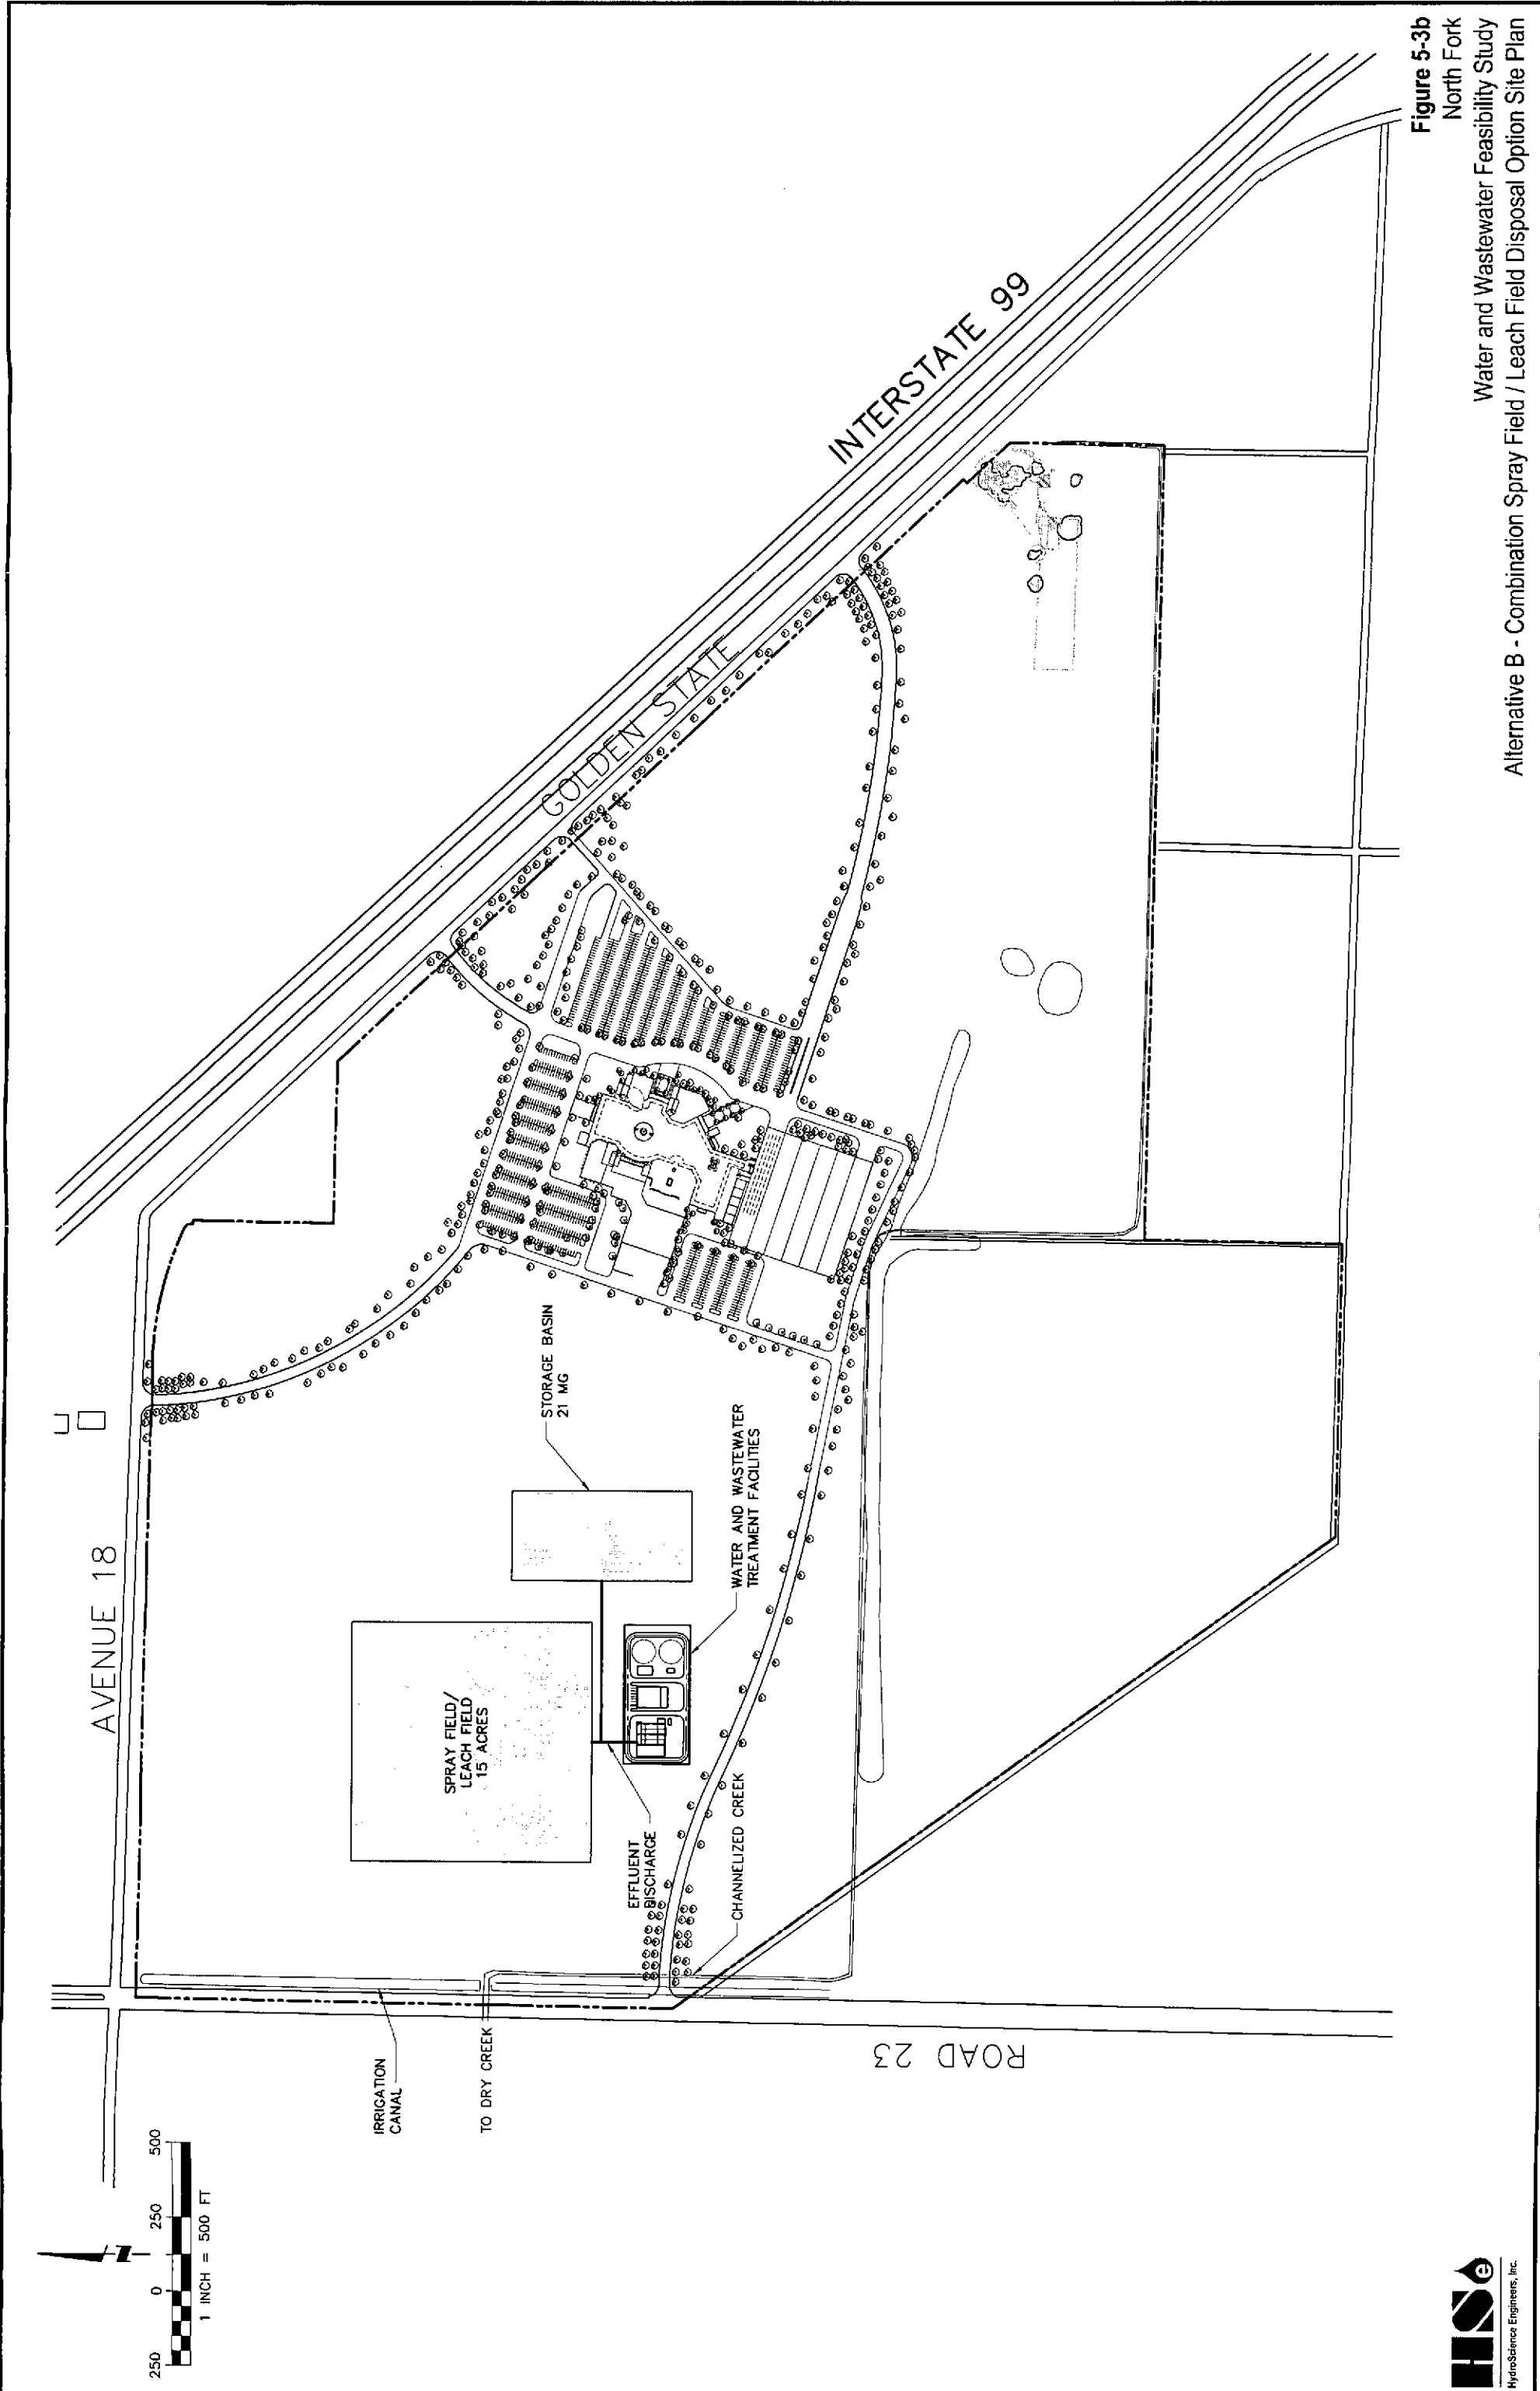 AVENUE 18
INTERSTATE 99
GOLDEN STATE
STORAGE BASIN
21 MG
WATER AND WASTEWATER
TREATMENT FACILITIES
SPRAY FIELD/
LEACH FIELD
15 ACRES
EFFLUENT
DISCHARGE
CHANNELIZED CREEK
IRRIGATION
CANAL
TO DRY CREEK
ROAD 23
Z
250 0 250 500
1 INCH = 500 FT
HSe
HydroScience Engineers, Inc.
Figure 5-3b
North Fork
Water and Wastewater Feasibility Study
Alternative B - Combination Spray Field / Leach Field Disposal Option Site Plan